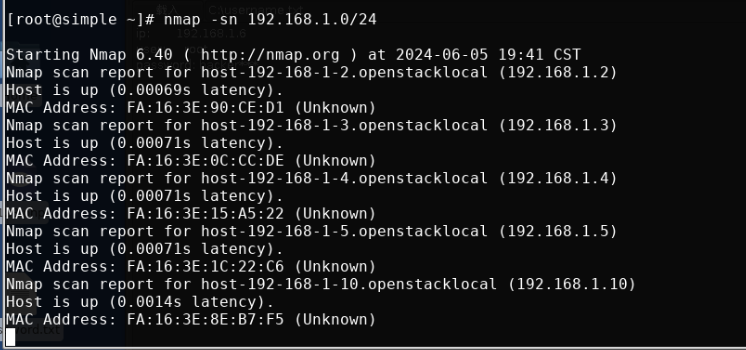 [root@simple ~]# nmap -sn 192.168.1.0/24
Starting Nmap 6.40 ( http://nmap.org ) at 2024-06-05 19:41 CST
Nmap scan report for host-192-168-1-2.openstacklocal (192.168.1.2)
Host is up (0.00069s latency).
MAC Address: FA:16:3E:90:CE:D1 (Unknown)
Nmap scan report for host-192-168-1-3.openstacklocal (192.168.1.3)
Host is up (0.00071s latency).
MAC Address: FA:16:3E:0C:CC:DE (Unknown)
Nmap scan report for host-192-168-1-4.openstacklocal (192.168.1.4)
Host is up (0.00071s latency).
MAC Address: FA:16:3E:15:A5:22 (Unknown)
Nmap scan report for host-192-168-1-5.openstacklocal (192.168.1.5)
Host is up (0.00071s latency).
MAC Address: FA:16:3E:1C:22:C6 (Unknown)
Nmap scan report for host-192-168-1-10.openstacklocal (192.168.1.10)
Host is up (0.0014s latency).
MAC Address: FA:16:3E:8E:B7:F5 (Unknown)